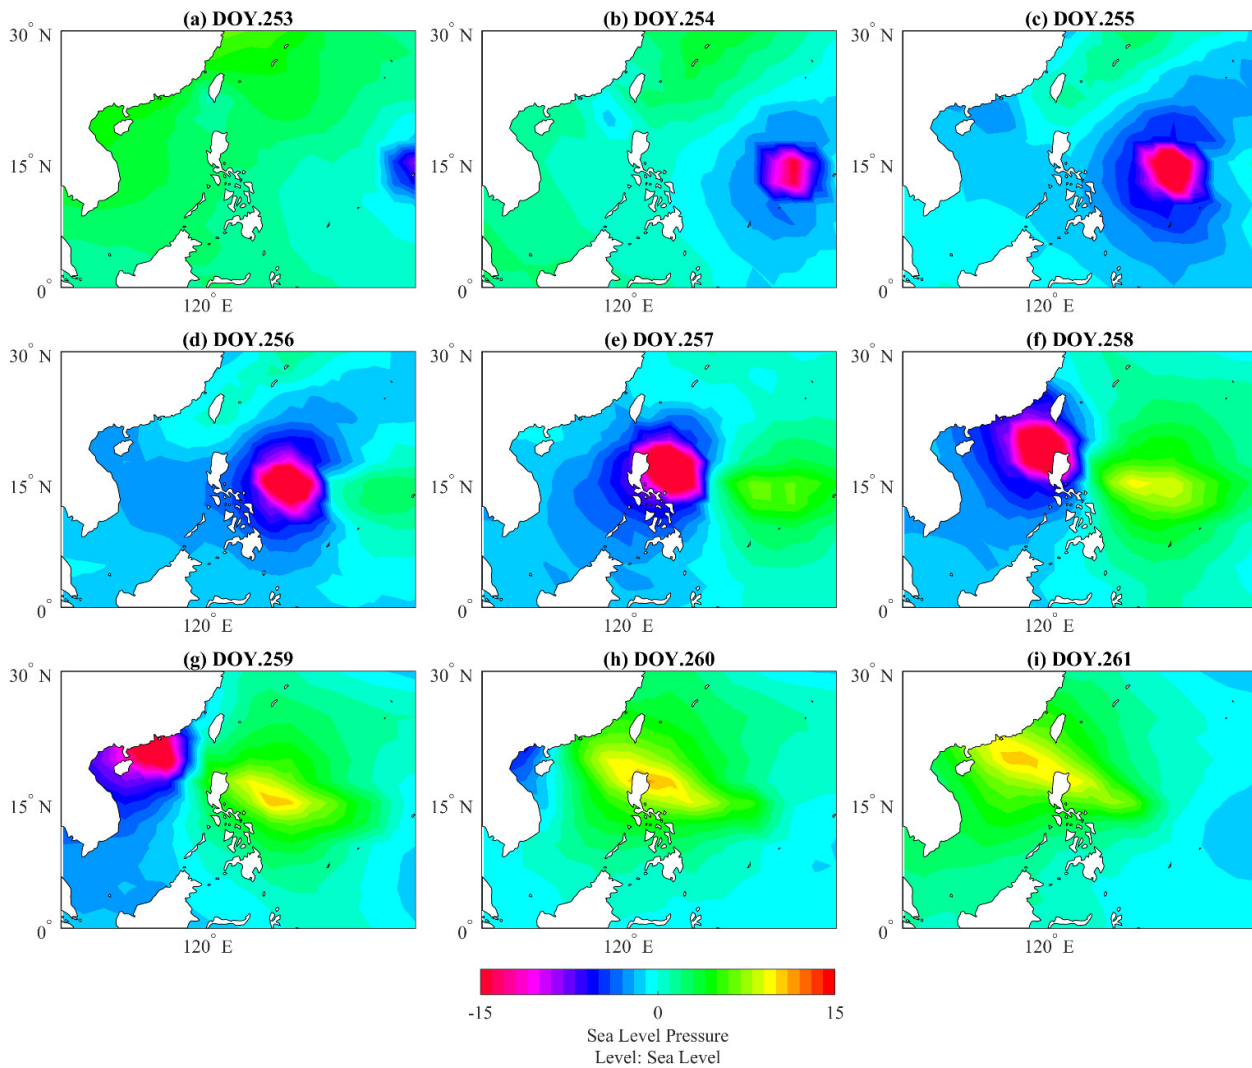 (a) DOY.253
(b) DOY.254
(c) DOY.255
30° N
30° N
30° N
15° N
15° N
15° N
0°
0°
0°
120° E
120° E
120° E
(d) DOY.256
(e) DOY.257
(f) DOY.258
30° N
30° N
30° N
15° N
15° N
15° N
0°
0°
0°
120° E
120° E
120° E
(g) DOY.259
(h) DOY.260
(i) DOY.261
30° N
30° N
30° N
15° N
15° N
15° N
0°
0°
0°
120° E
120° E
120° E
-15 0 15
Sea Level Pressure
Level: Sea Level